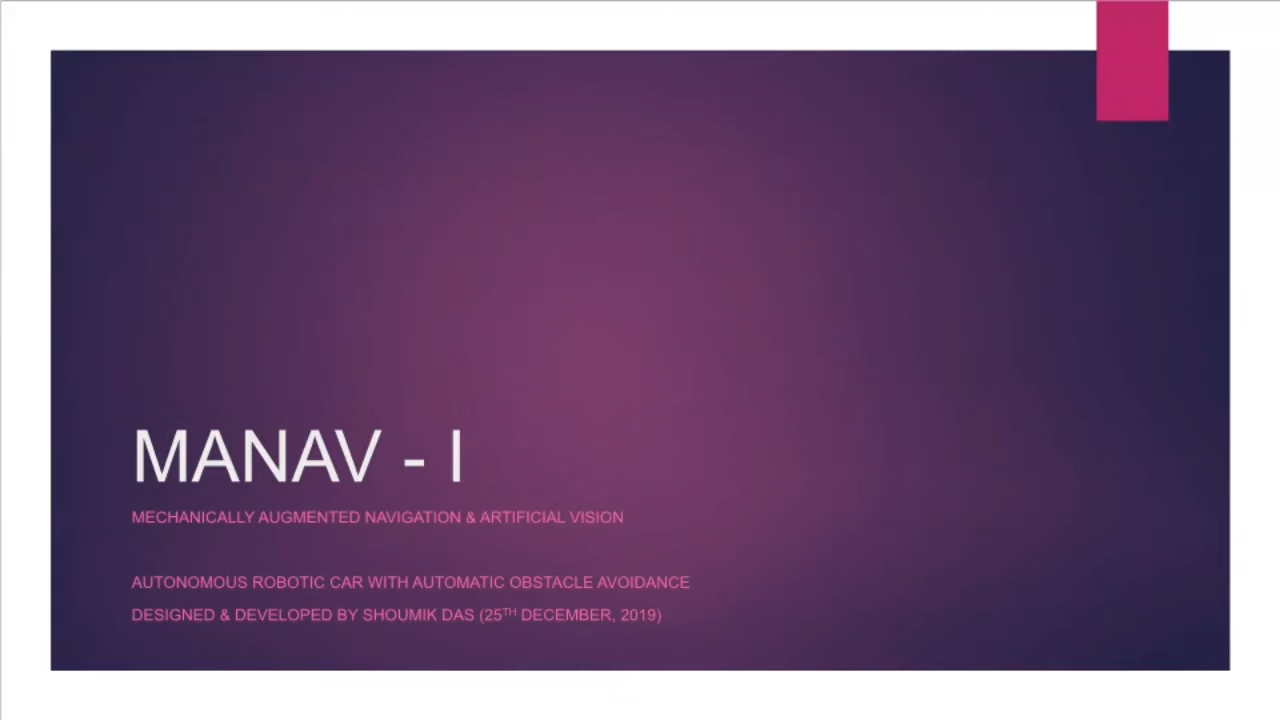 MANAV - I
MECHANICALLY AUGMENTED NAVIGATION & ARTIFICIAL VISION
AUTONOMOUS ROBOTIC CAR WITH AUTOMATIC OBSTACLE AVOIDANCE
DESIGNED & DEVELOPED BY SHOUMIK DAS (25TH DECEMBER, 2019)